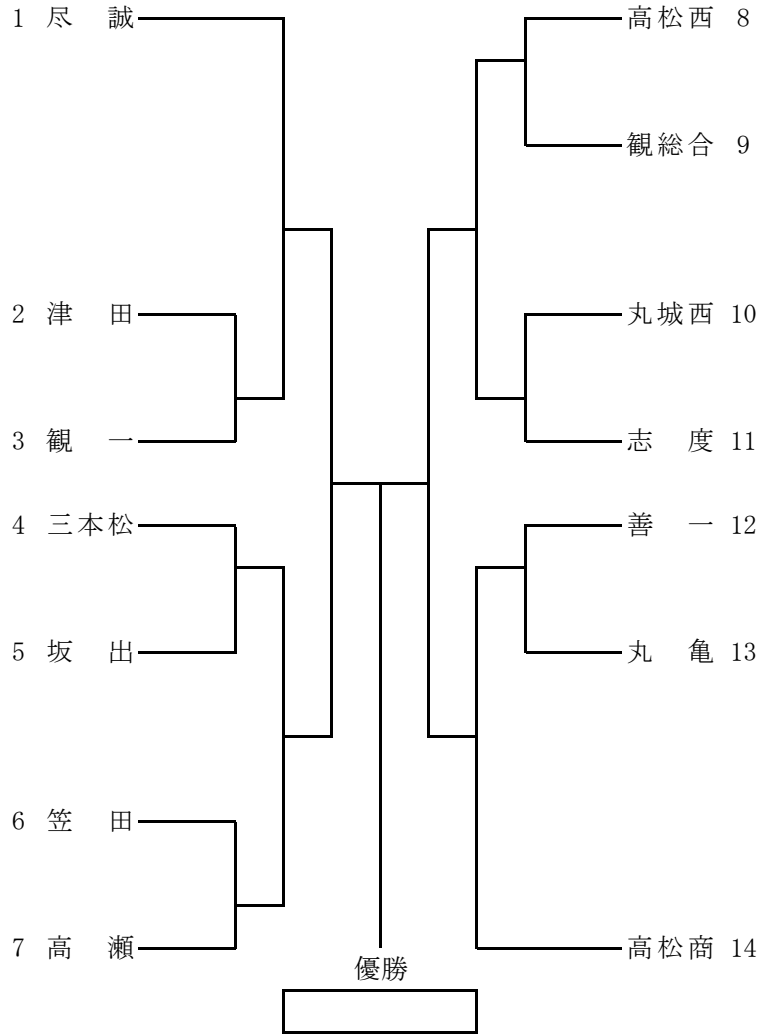 1 尽 誠
2 津 田
3 観 一
4 三本松
5 坂 出
6 笠 田
7 高 瀬
高松西 8
観総合 9
丸城西 10
志 度 11
善 一 12
丸 亀 13
高松商 14
優勝